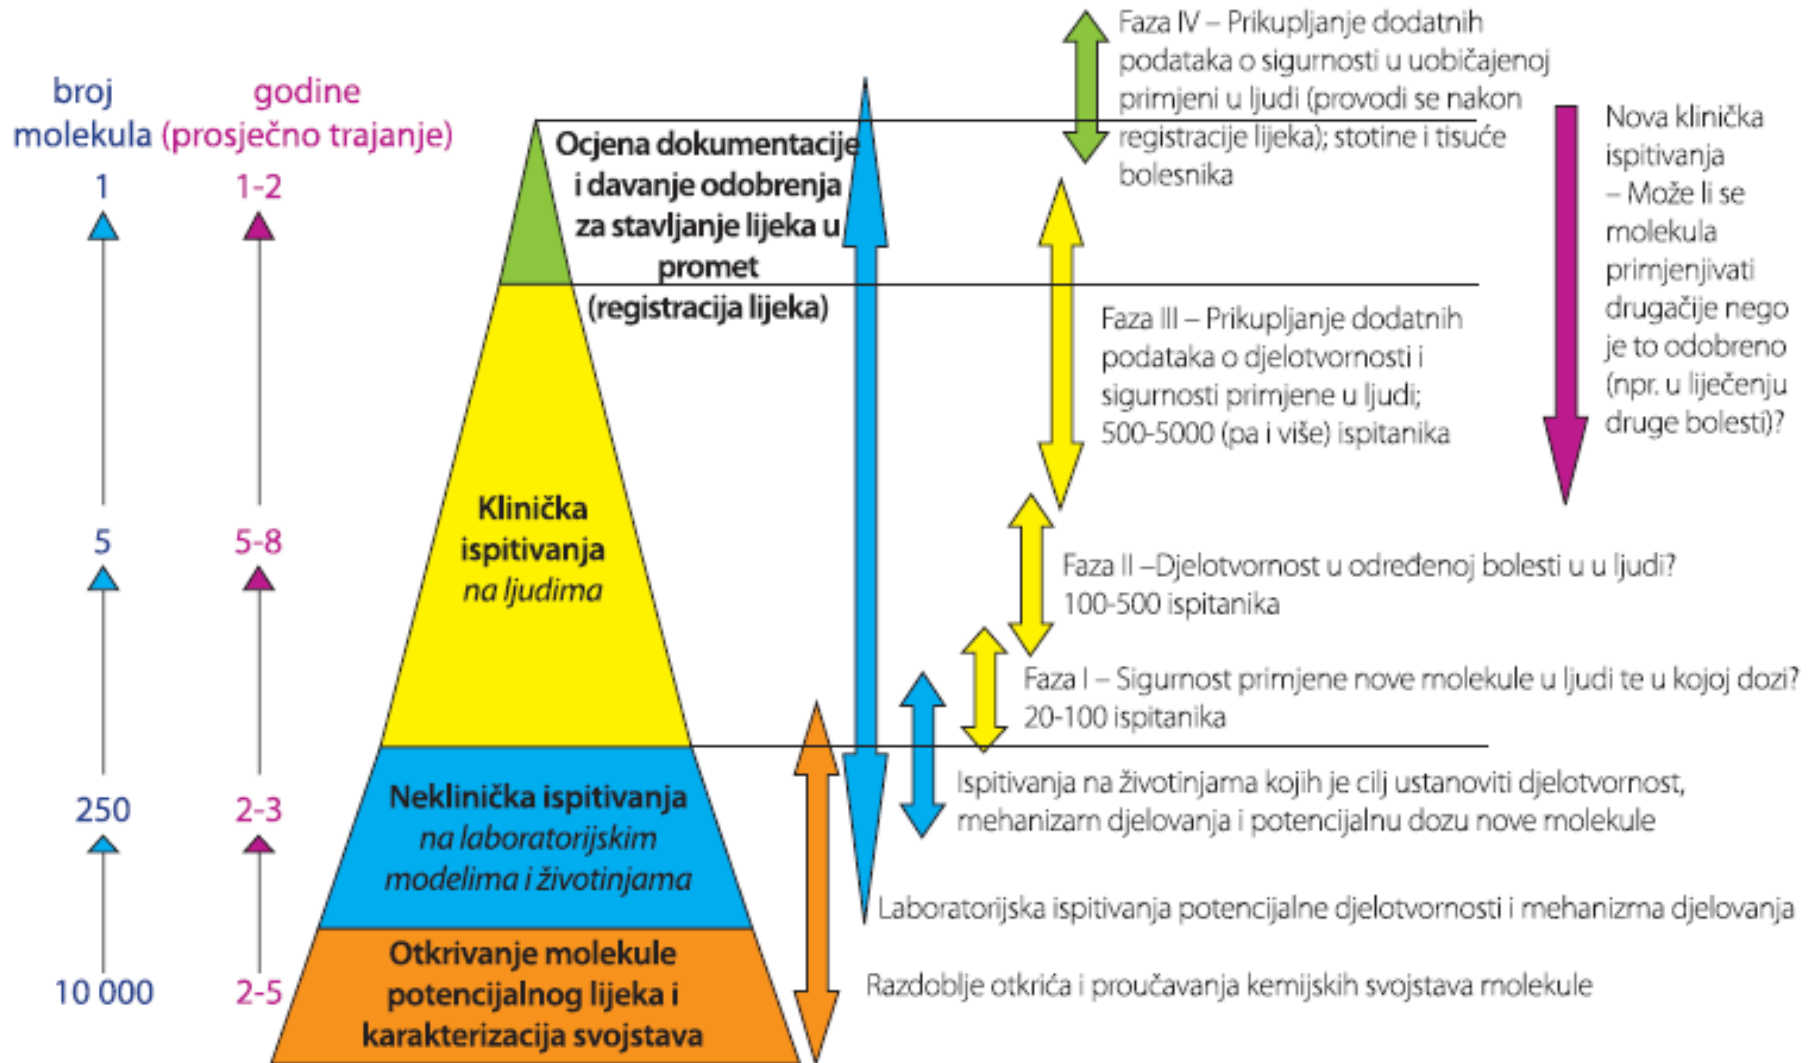 broj
molekula
godine
(prosječno trajanje)
1
1-2
5
5-8
250
2-3
10 000
2-5
Ocjena dokumentacije
i davanje odobrenja
za stavljanje lijeka u
promet
(registracija lijeka)
Klinička
ispitivanja
na ljudima
Neklinička ispitivanja
na laboratorijskim
modelima i životinjama
Otkrivanje molekule
potencijalnog lijeka i
karakterizacija svojstava
Faza IV – Prikupljanje dodatnih
podataka o sigurnosti u uobičajenoj
primjeni u ljudi (provodi se nakon
registracije lijeka); stotine i tisuće
bolesnika
Faza III – Prikupljanje dodatnih
podataka o djelotvornosti i
sigurnosti primjene u ljudi;
500-5000 (pa i više) ispitanika
Faza II –Djelotvornost u određenoj bolesti u u ljudi?
100-500 ispitanika
Faza I – Sigurnost primjene nove molekule u ljudi te u kojoj dozi?
20-100 ispitanika
Ispitivanja na životinjama kojih je cilj ustanoviti djelotvornost,
mehanizam djelovanja i potencijalnu dozu nove molekule
Laboratorijska ispitivanja potencijalne djelotvornosti i mehanizma djelovanja
Razdoblje otkrića i proučavanja kemijskih svojstava molekule
Nova klinička
ispitivanja
– Može li se
molekula
primjenjivati
drugačije nego
je to odobreno
(npr. u liječenju
druge bolesti)?